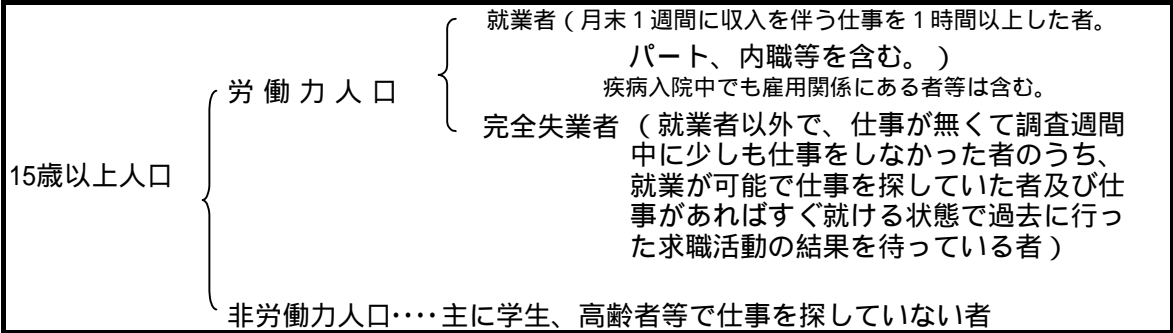 就業者（月末１週間に収入を伴う仕事を１時間以上した者。
パート、内職等を含む。）
労 働 力 人 口
疾病入院中でも雇用関係にある者等は含む。
完全失業者 （就業者以外で、仕事が無くて調査週間
中に少しも仕事をしなかった者のうち、
15歳以上人口
就業が可能で仕事を探していた者及び仕
事があればすぐ就ける状態で過去に行っ
た求職活動の結果を待っている者）
非労働力人口‥‥主に学生、高齢者等で仕事を探していない者